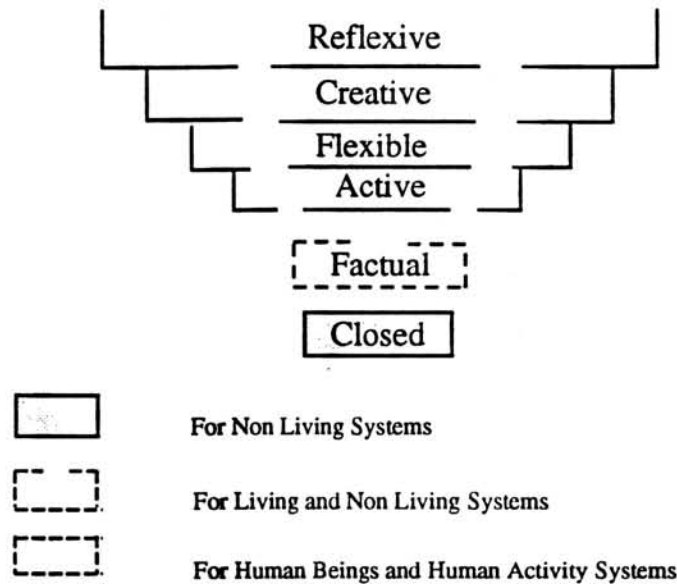 Reflexive
Creative
Flexible
Active
Factual
Closed
For Non Living Systems
For Living and Non Living Systems
For Human Beings and Human Activity Systems